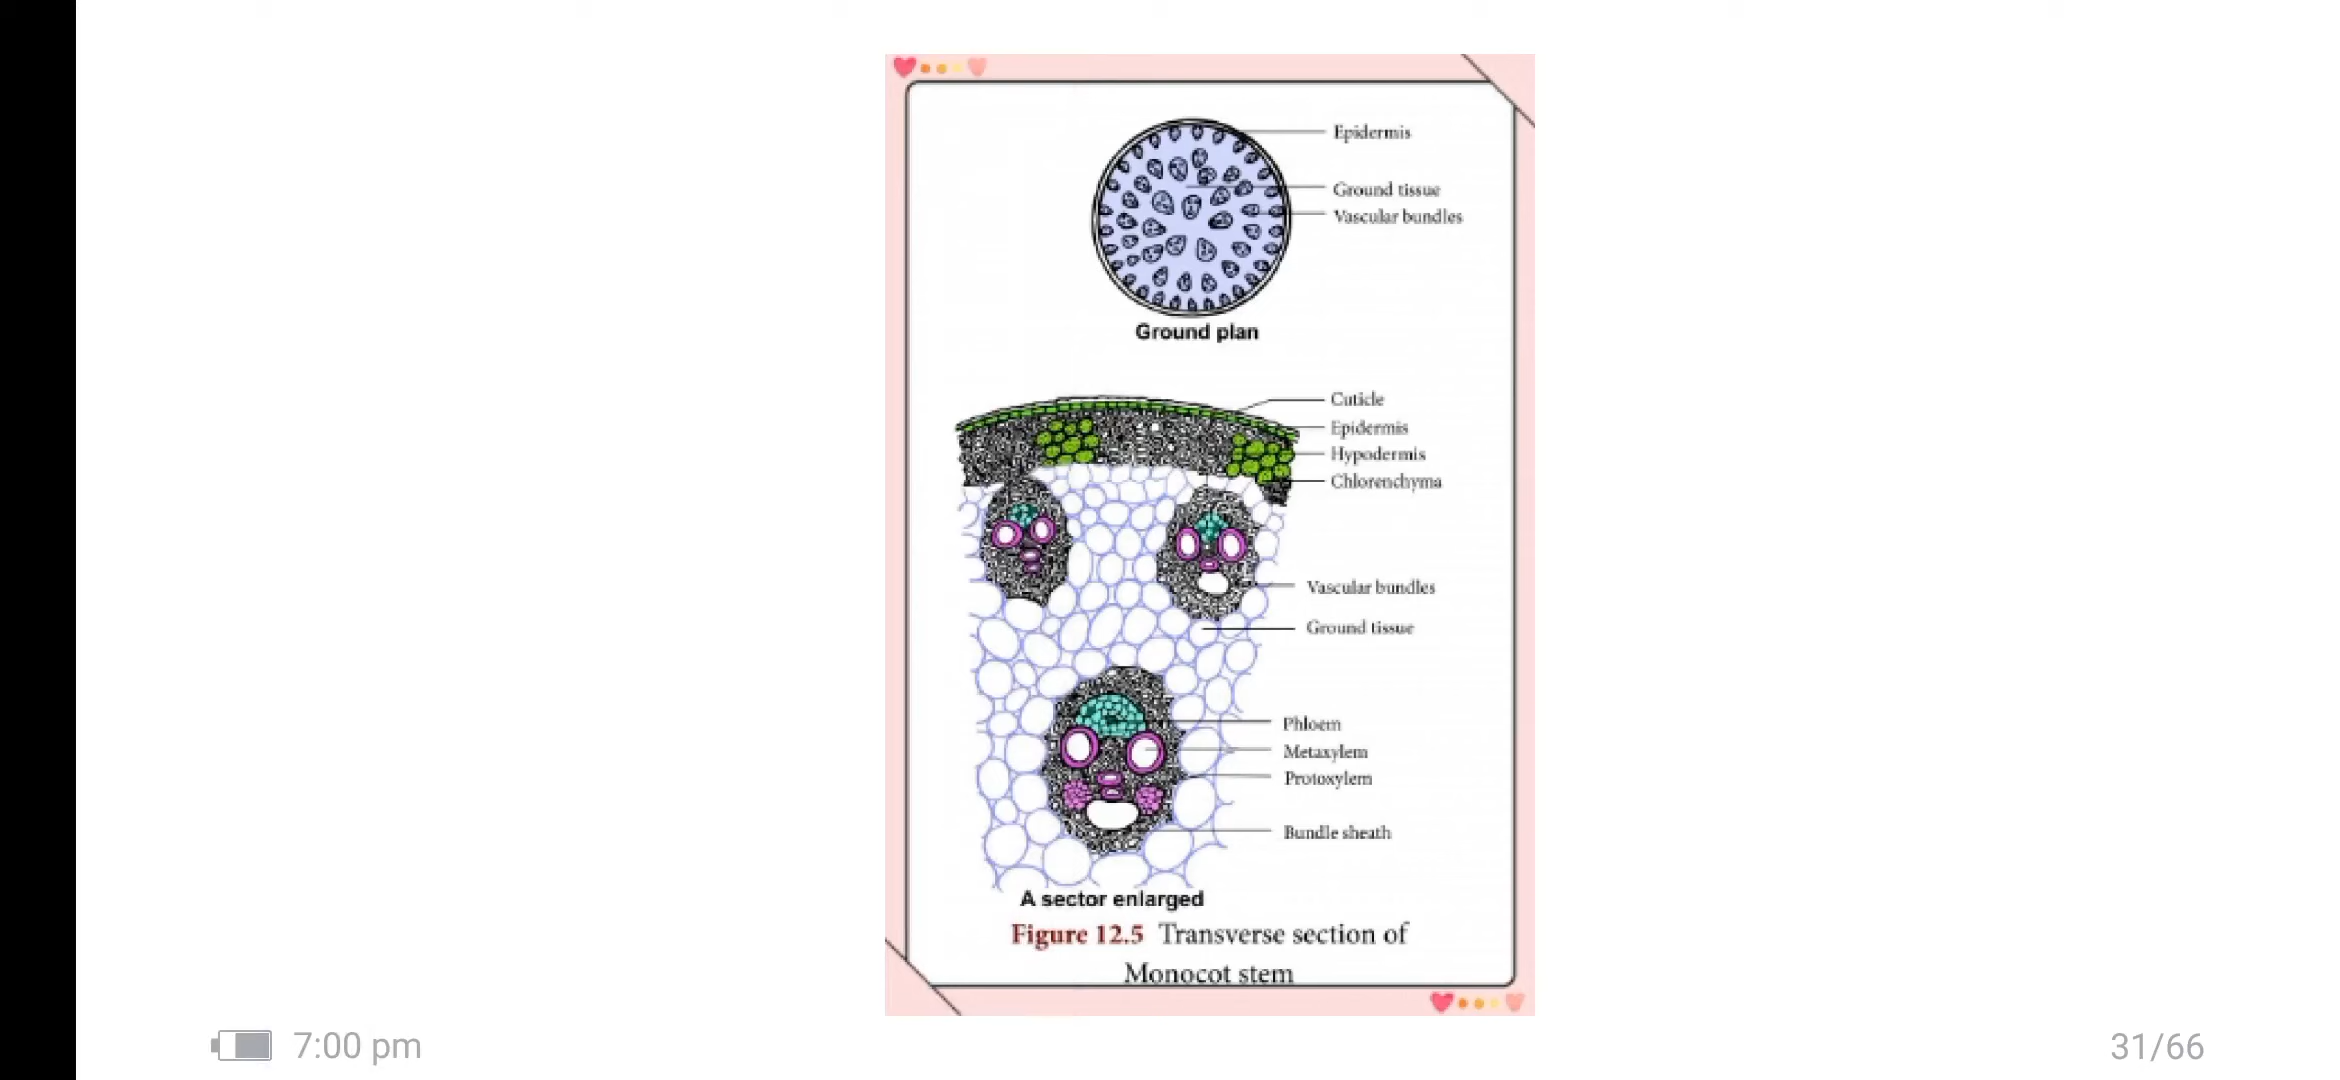 Epidermis
Ground tissue
Vascular bundles
Ground plan
Cuticle
Epidermis
Hypodermis
Chlorenchyma
Vascular bundles
Ground tissue
Phloem
Metaxylem
Protoxylem
Bundle sheath
A sector enlarged
Figure 12.5 Transverse section of
Monocot stem
7:00 pm
31/66